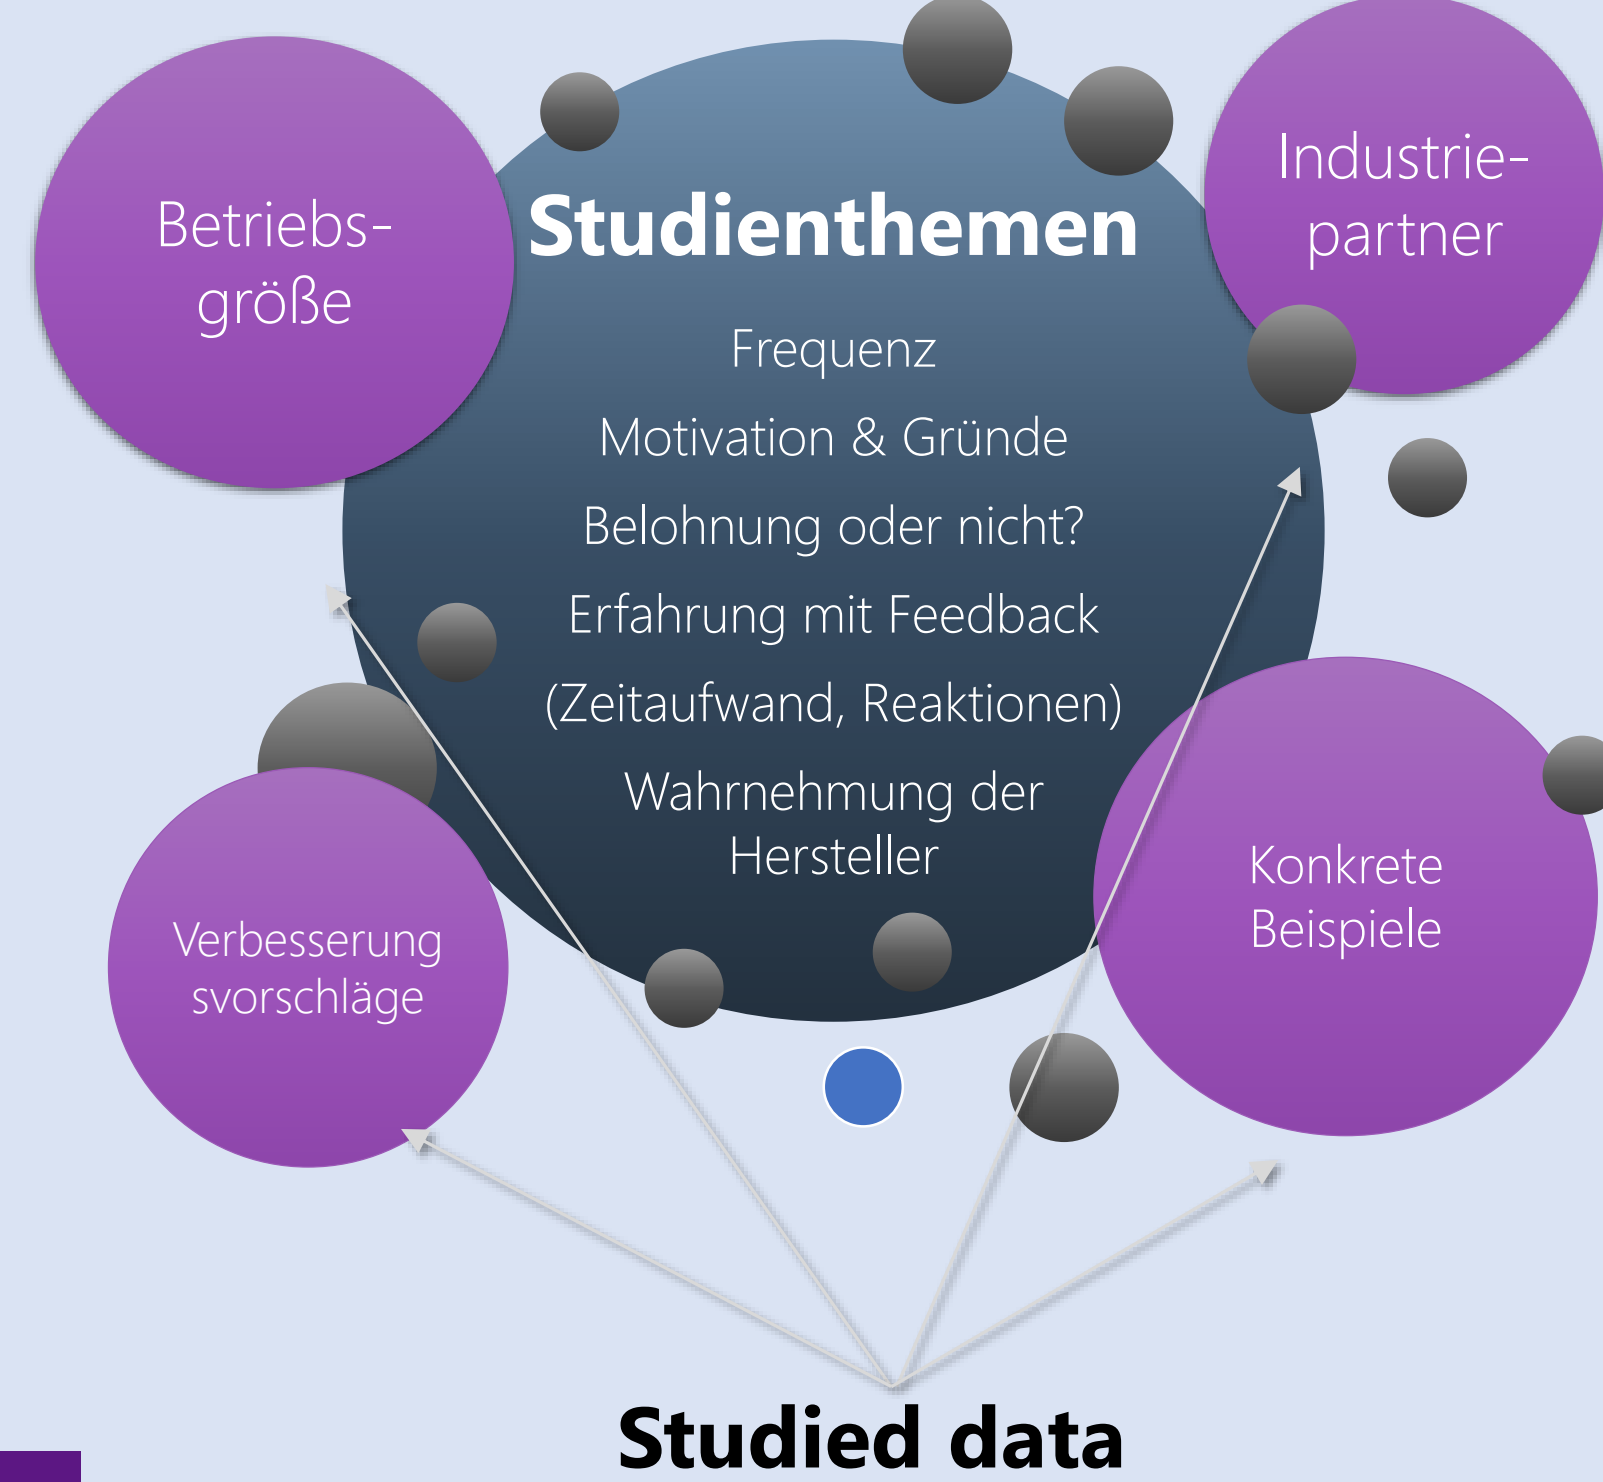 Betriebs-
größe
Industrie-
partner
Studienthemen
Frequenz
Motivation & Gründe
Belohnung oder nicht?
Erfahrung mit Feedback
(Zeitaufwand, Reaktionen)
Wahrnehmung der
Hersteller
Konkrete
Beispiele
Verbesserung
svorschläge
Studied data